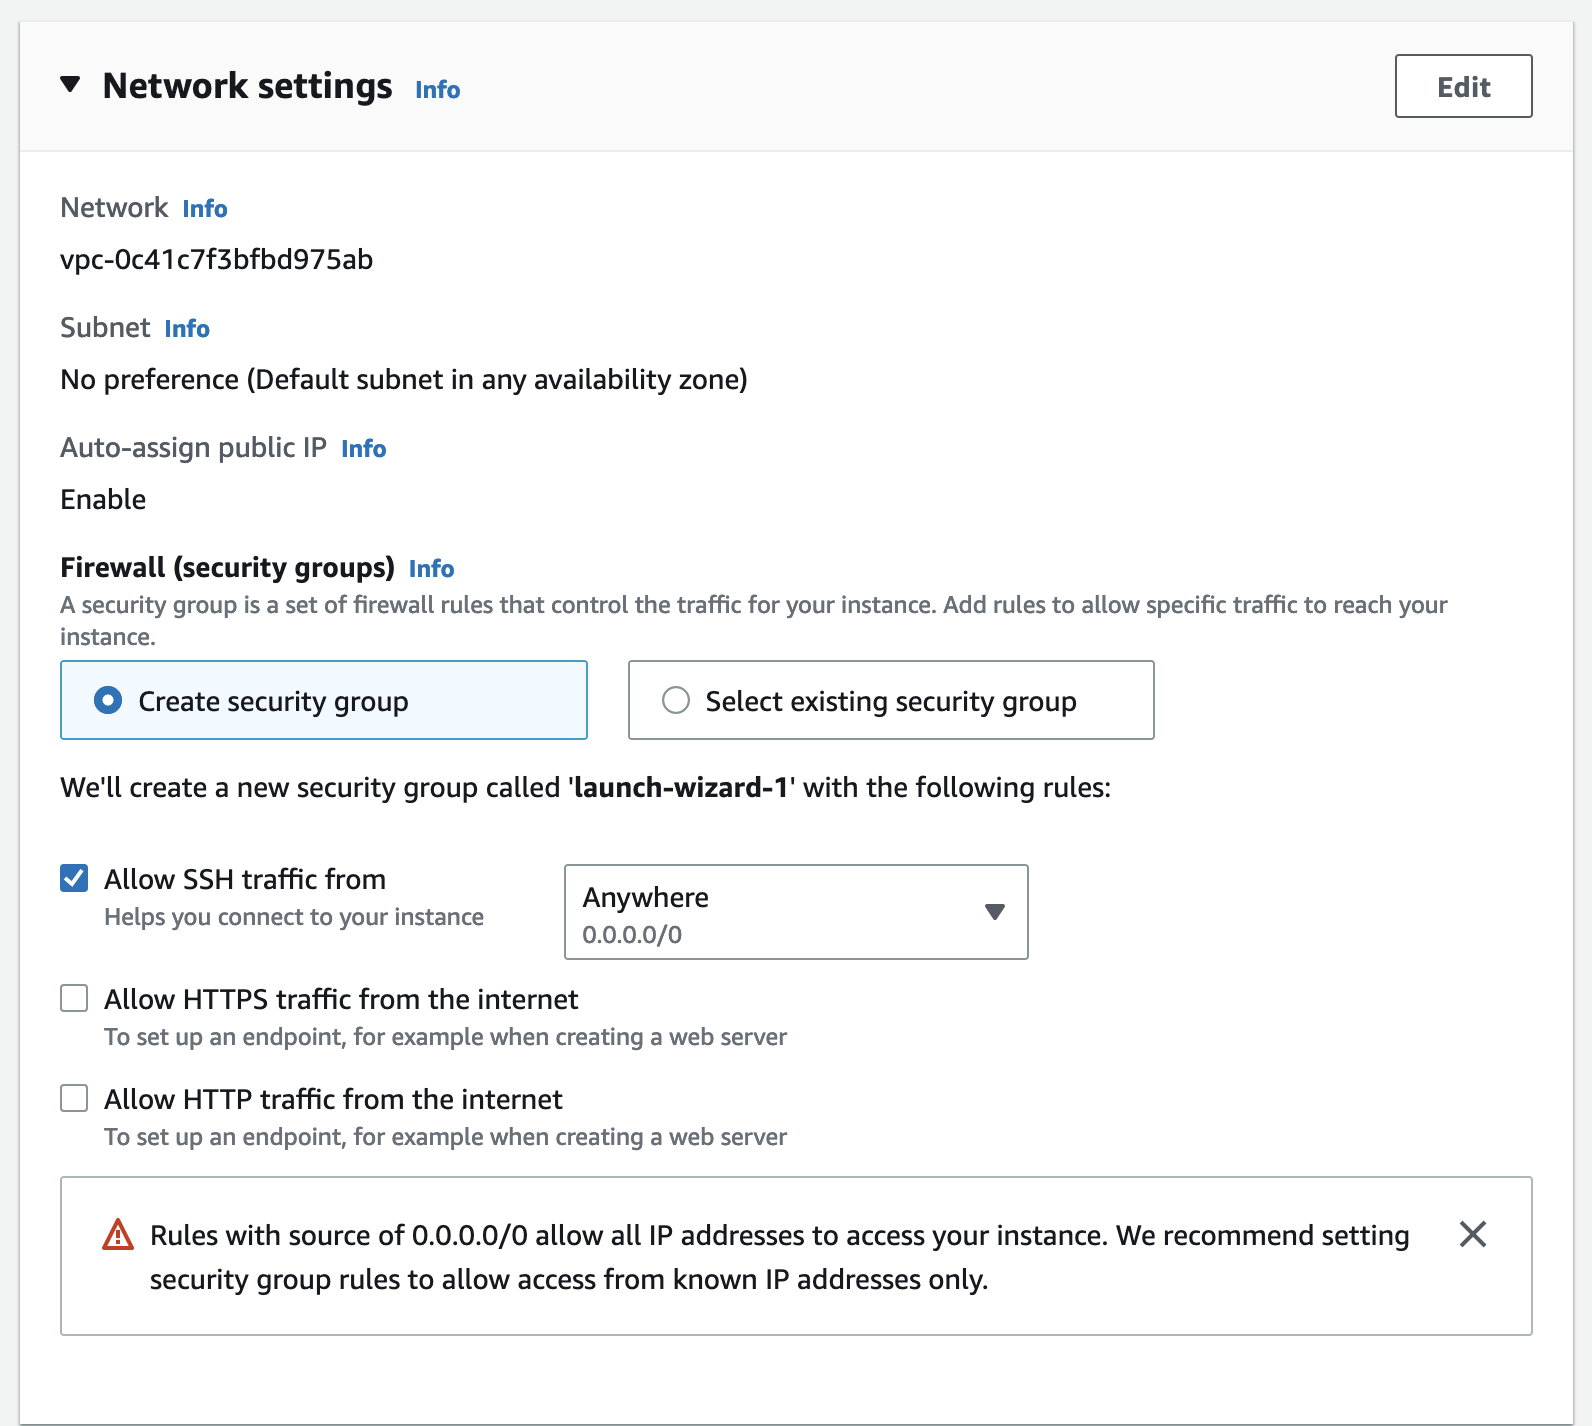 Network settings Info
Edit
Network Info
vpc-0c41c7f3bfbd975ab
Subnet Info
No preference (Default subnet in any availability zone)
Auto-assign public IP Info
Enable
Firewall (security groups) Info
A security group is a set of firewall rules that control the traffic for your instance. Add rules to allow specific traffic to reach your
instance.
Create security group
Select existing security group
We'll create a new security group called 'launch-wizard-1' with the following rules:
Allow SSH traffic from
Helps you connect to your instance
Anywhere
0.0.0.0/0
Allow HTTPS traffic from the internet
To set up an endpoint, for example when creating a web server
Allow HTTP traffic from the internet
To set up an endpoint, for example when creating a web server
Rules with source of 0.0.0.0/0 allow all IP addresses to access your instance. We recommend setting
security group rules to allow access from known IP addresses only.